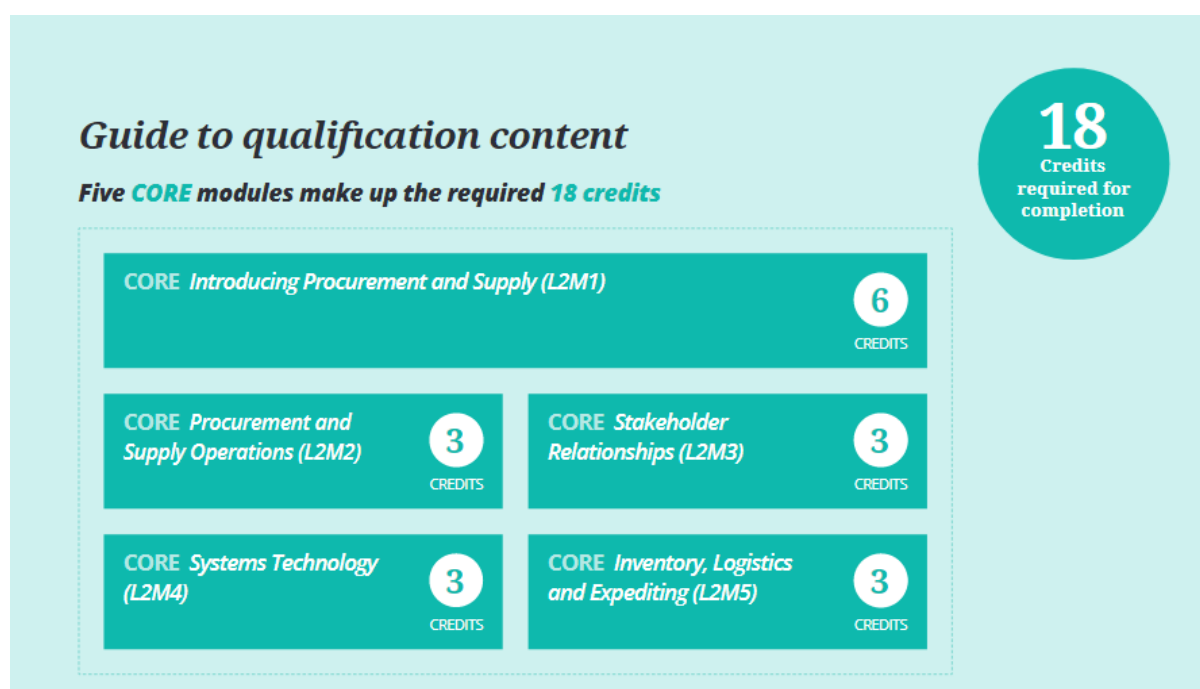 Guide to qualification content
Five CORE modules make up the required 18 credits
18
Credits
required for
completion
CORE Introducing Procurement and Supply (L2M1)
6
CREDITS
CORE Procurement and
Supply Operations (L2M2)
3
CREDITS
CORE Stakeholder
Relationships (L2M3)
3
CREDITS
CORE Systems Technology
(L2M4)
3
CREDITS
CORE Inventory, Logistics
and Expediting (L2M5)
3
CREDITS